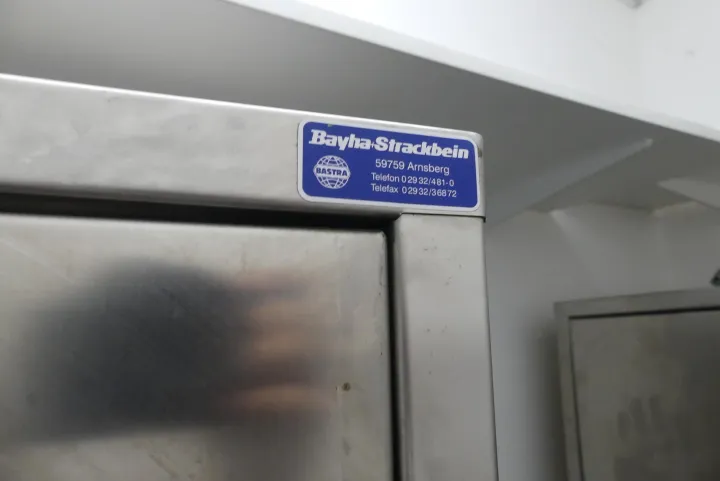 Bayha+Strackbein
59759 Arnsberg
BASTRA
Telefon 02932/481-0
Telefax 02932/36872